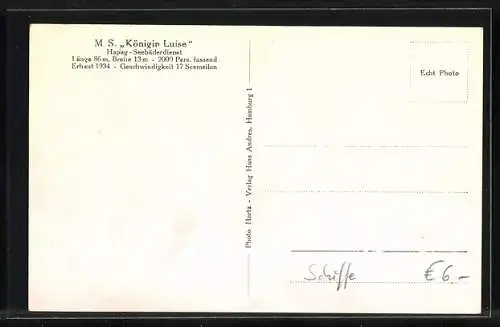 M S. „Königin Luise"
Hapag - Seebäderdienst
Länge 86 m, Breite 13 m - 2009 Pers. fassend
Erbaut 1934 - Geschwindigkeit 17 Seemeilen
Echt Photo
Photo Hartz - Verlag Hans Andres, Hamburg 1
Schiffe € 6-